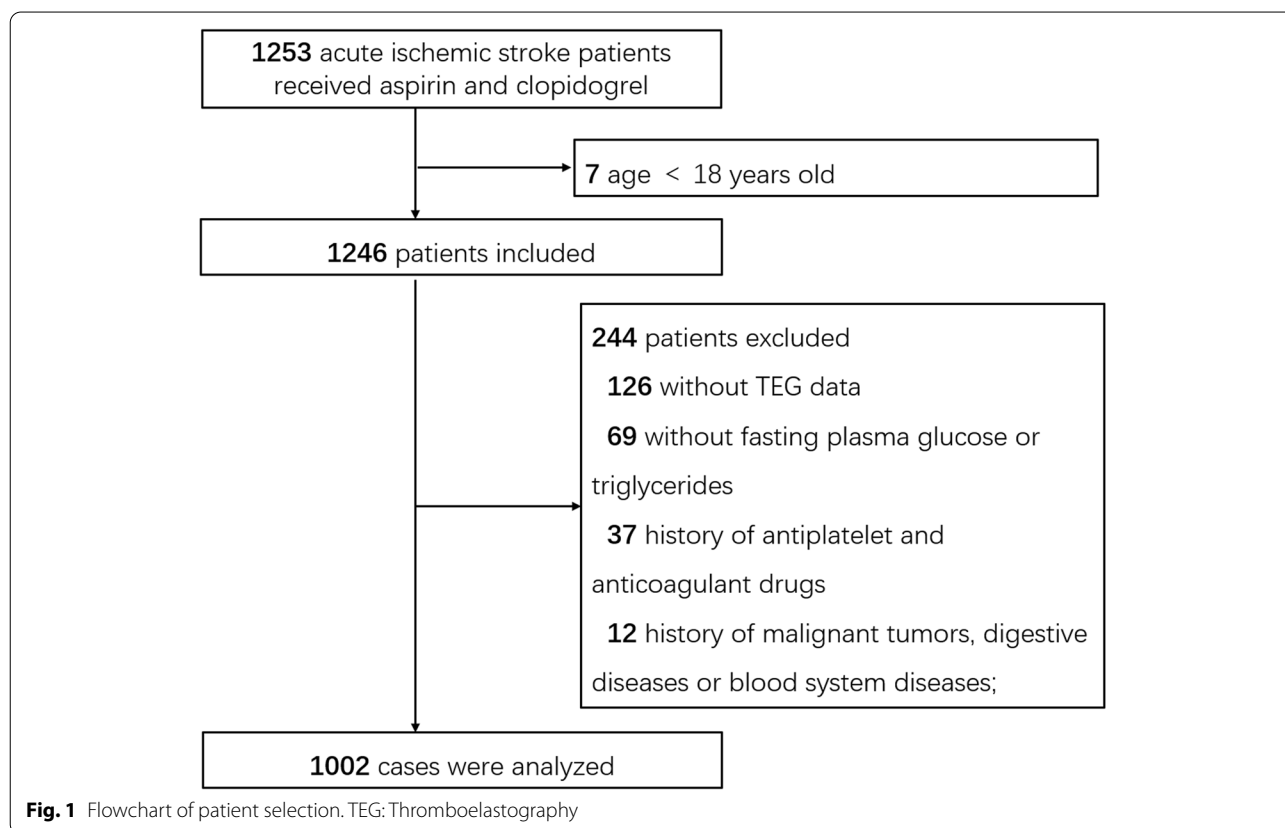 1253 acute ischemic stroke patients
received aspirin and clopidogrel
7 age < 18 years old
1246 patients included
244 patients excluded
126 without TEG data
69 without fasting plasma glucose or
triglycerides
37 history of antiplatelet and
anticoagulant drugs
12 history of malignant tumors, digestive
diseases or blood system diseases;
1002 cases were analyzed
Fig. 1 Flowchart of patient selection. TEG: Thromboelastography